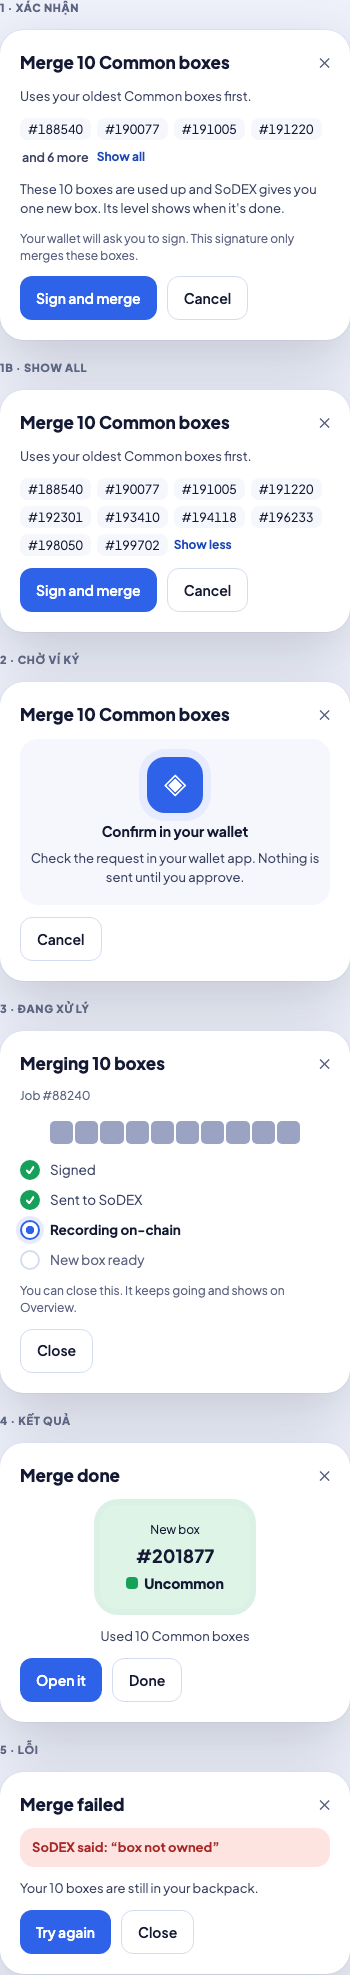 1 · XÁC NHẬN
Merge 10 Common boxes
Uses your oldest Common boxes first.
#188540 #190077 #191005 #191220
and 6 more Show all
These 10 boxes are used up and SoDEX gives you
one new box. Its level shows when it's done.
Your wallet will ask you to sign. This signature only
merges these boxes.
Sign and merge Cancel
1B · SHOW ALL
Merge 10 Common boxes
Uses your oldest Common boxes first.
#188540 #190077 #191005 #191220
#192301 #193410 #194118 #196233
#198050 #199702 Show less
Sign and merge Cancel
2 · CHỜ VÍ KÝ
Merge 10 Common boxes
Confirm in your wallet
Check the request in your wallet app. Nothing is
sent until you approve.
Cancel
3 · ĐANG XỬ LÝ
Merging 10 boxes
Job #88240
Signed
Sent to SoDEX
Recording on-chain
New box ready
You can close this. It keeps going and shows on
Overview.
Close
4 · KẾT QUẢ
Merge done
New box
#201877
Uncommon
Used 10 Common boxes
Open it Done
5 · LỖI
Merge failed
SoDEX said: “box not owned”
Your 10 boxes are still in your backpack.
Try again Close